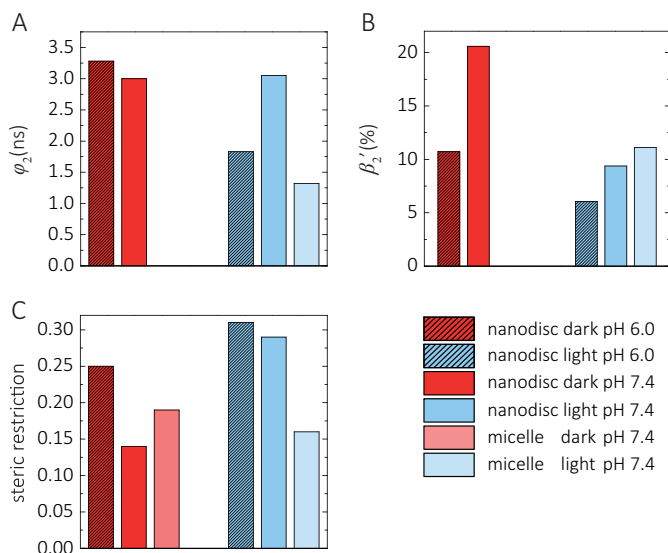 A
3.5
3.0
2.5
2.0
1.5
1.0
0.5
0.0
φ₂(ns)
B
20
15
10
5
0
β₂′(%)
C
0.30
0.25
0.20
0.15
0.10
0.05
0.00
steric restriction
nanodisc dark pH 6.0
nanodisc light pH 6.0
nanodisc dark pH 7.4
nanodisc light pH 7.4
micelle dark pH 7.4
micelle light pH 7.4